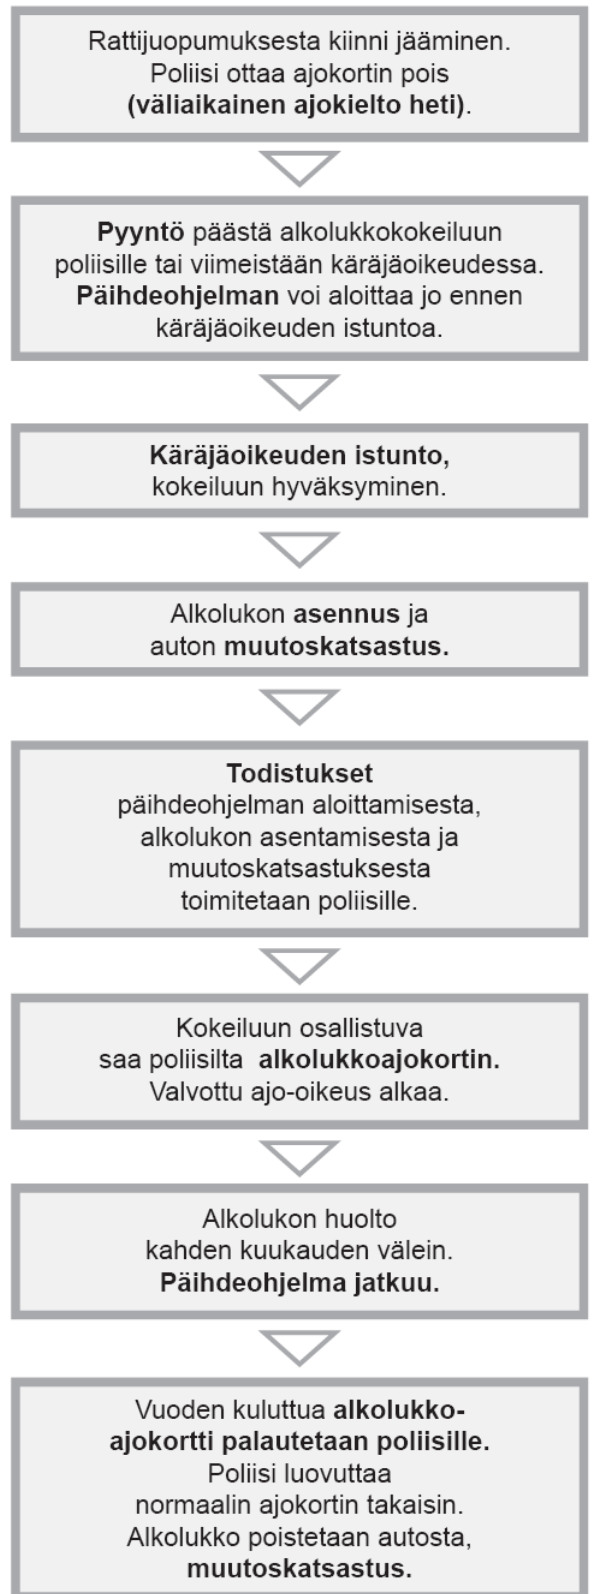 Rattijuopumuksesta kiinni jääminen.
Poliisi ottaa ajokortin pois
(väliaikainen ajokielto heti).
Pyyntö päästä alkolukkokokeiluun
poliisille tai viimeistään käräjäoikeudessa.
Päihdeohjelman voi aloittaa jo ennen
käräjäoikeuden istuntoa.
Käräjäoikeuden istunto,
kokeiluun hyväksyminen.
Alkolukon asennus ja
auton muutoskatsastus.
Todistukset
päihdeohjelman aloittamisesta,
alkolukon asentamisesta ja
muutoskatsastuksesta
toimitetaan poliisille.
Kokeiluun osallistuva
saa poliisilta alkolukkoajokortin.
Valvottu ajo-oikeus alkaa.
Alkolukon huolto
kahden kuukauden välein.
Päihdeohjelma jatkuu.
Vuoden kuluttua alkolukko-
ajokortti palautetaan poliisille.
Poliisi luovuttaa
normaalin ajokortin takaisin.
Alkolukko poistetaan autosta,
muutoskatsastus.